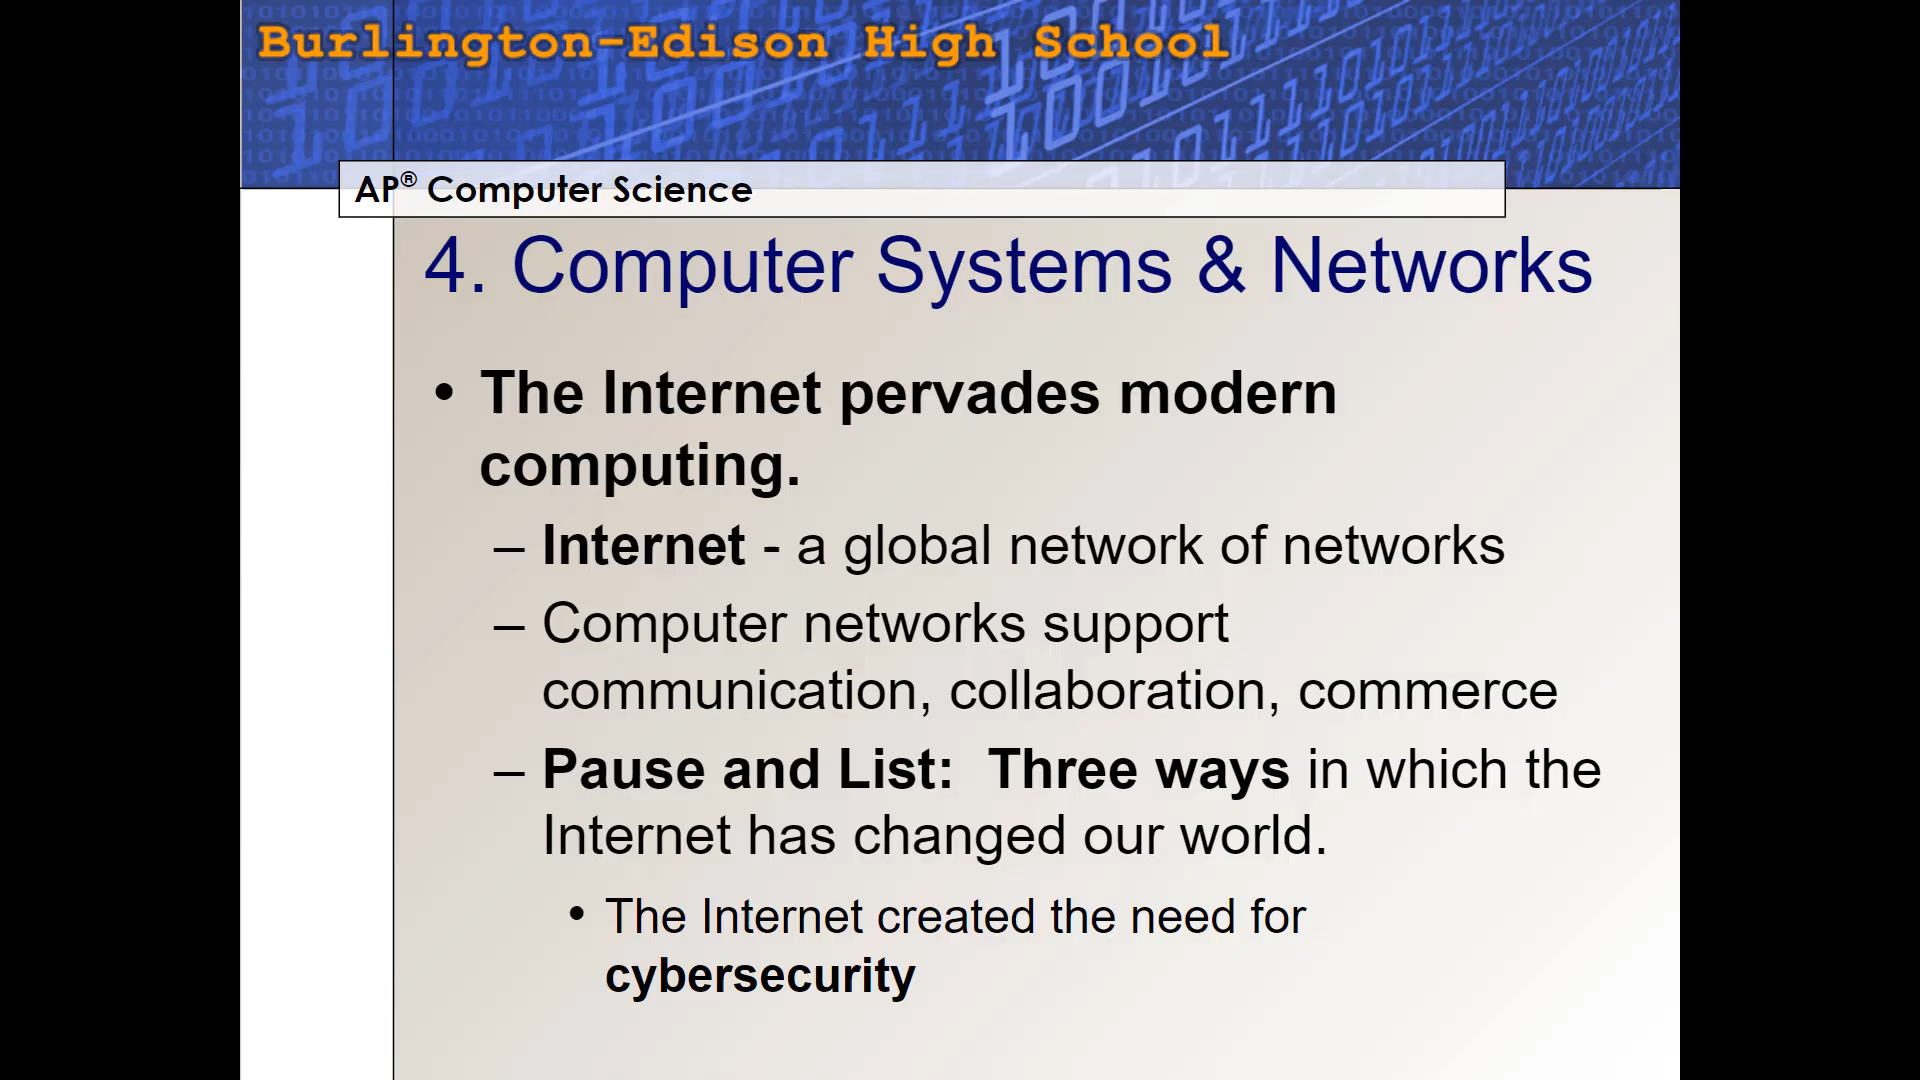 Burlington-Edison High School
AP® Computer Science
4. Computer Systems & Networks
• The Internet pervades modern
computing.
– Internet - a global network of networks
– Computer networks support
communication, collaboration, commerce
– Pause and List:  Three ways in which the
Internet has changed our world.
• The Internet created the need for
cybersecurity